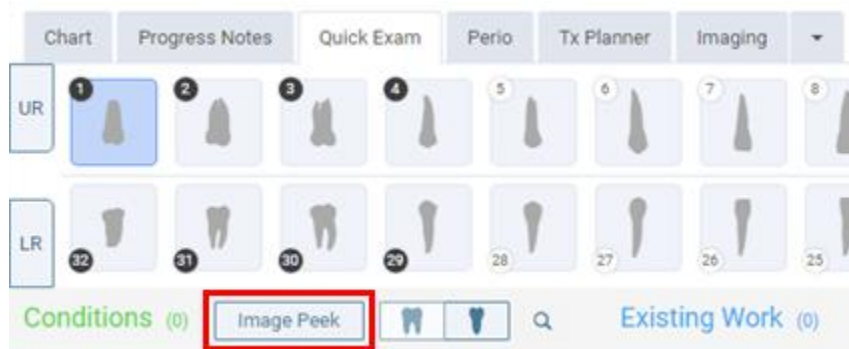 Chart Progress Notes Quick Exam Perio Tx Planner Imaging
UR 1 2 3 4 5 6 7 8
LR 32 31 30 29 28 27 26 25
Conditions (0) Image Peek Existing Work (0)